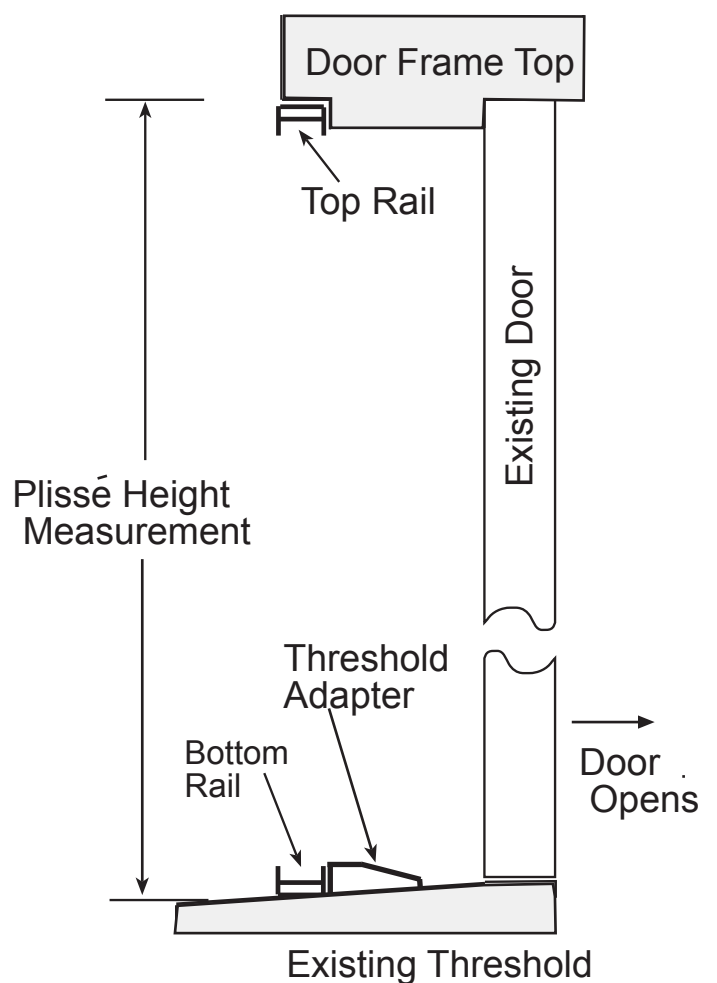 Door Frame Top
Top Rail
Existing Door
Plissé Height
Measurement
Threshold
Adapter
Bottom
Rail
Door
Opens
Existing Threshold